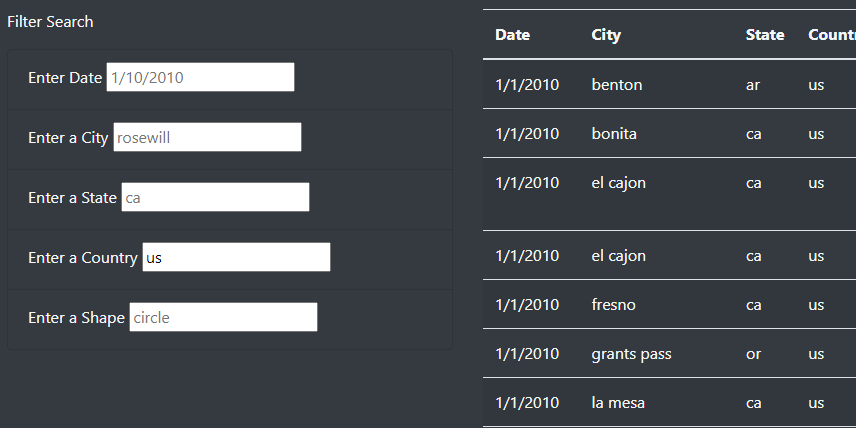 Filter Search
Enter Date 1/10/2010
Enter a City rosewill
Enter a State ca
Enter a Country us
Enter a Shape circle
Date City State Countr
1/1/2010 benton ar us
1/1/2010 bonita ca us
1/1/2010 el cajon ca us
1/1/2010 el cajon ca us
1/1/2010 fresno ca us
1/1/2010 grants pass or us
1/1/2010 la mesa ca us